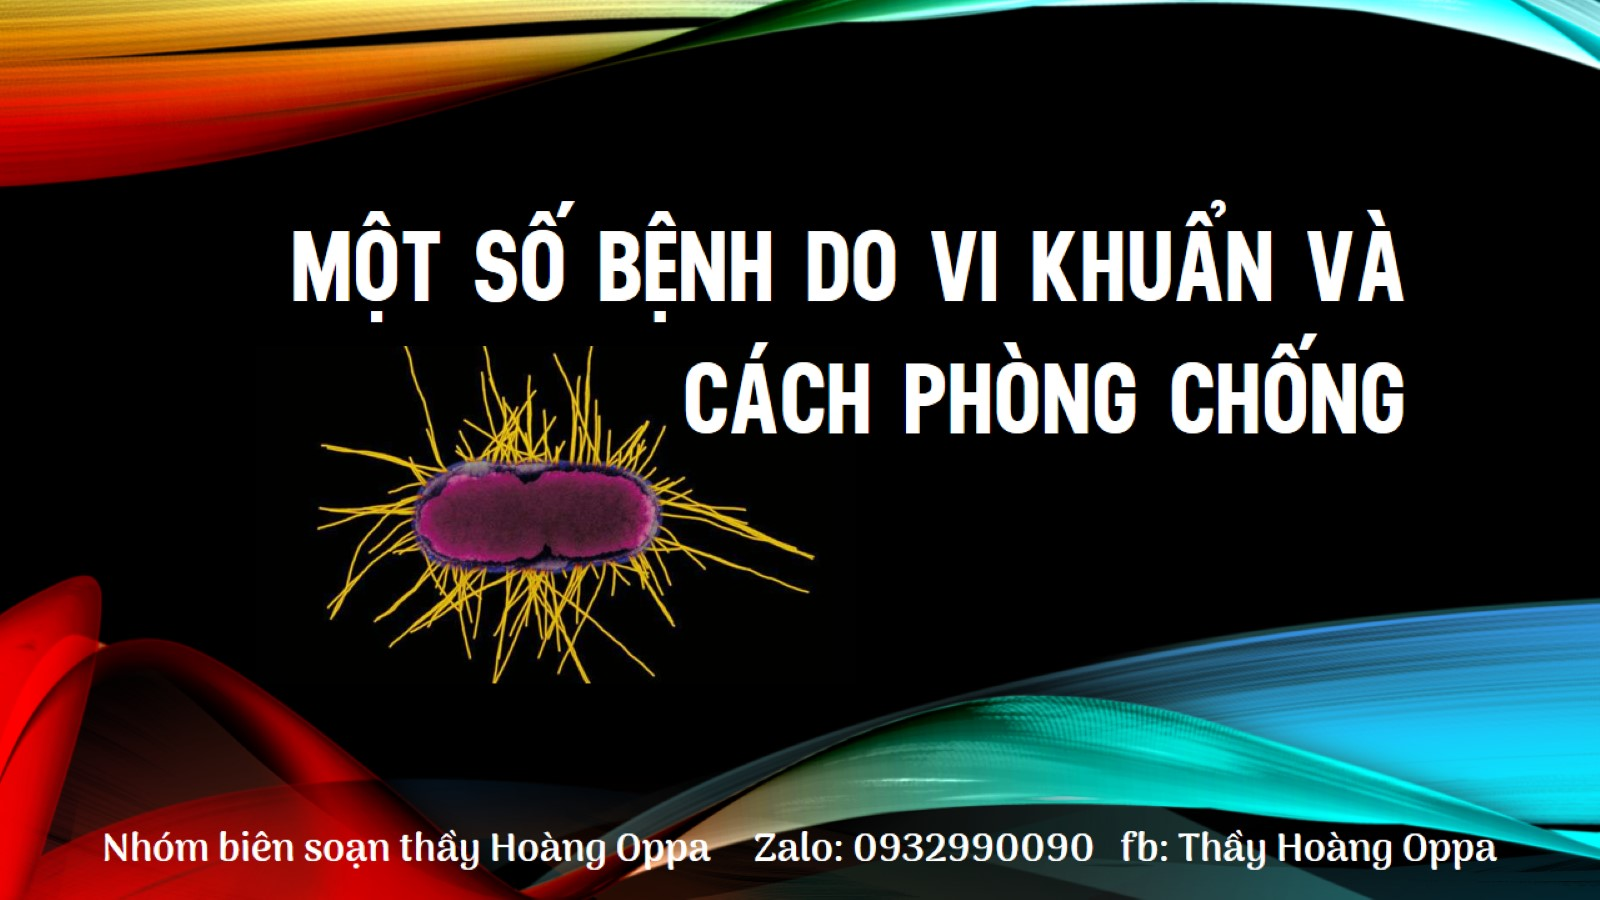 MỘT SỐ BỆNH DO VI KHUẨN VÀ
CÁCH PHÒNG CHỐNG
Nhóm biên soạn thầy Hoàng Oppa Zalo: 0932990090 fb: Thầy Hoàng Oppa